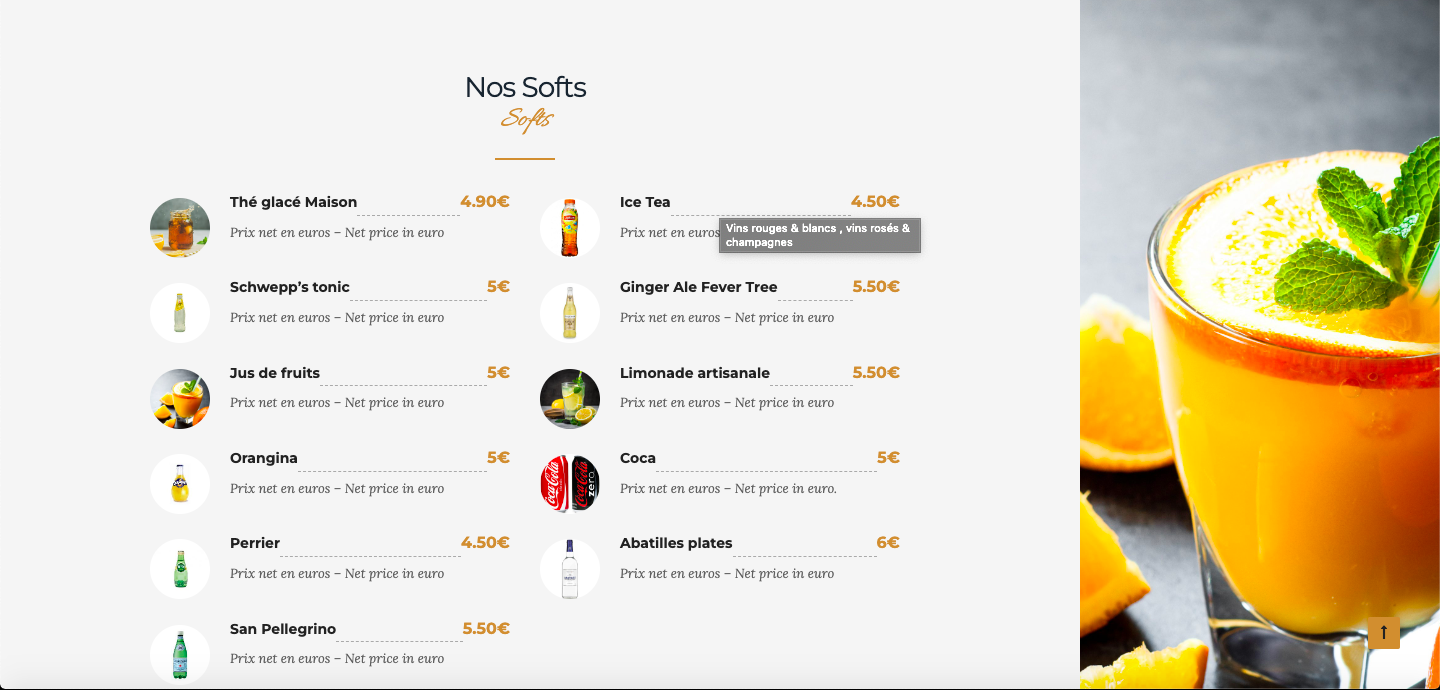 Nos Softs
Softs
Thé glacé Maison 4.90€
Prix net en euros – Net price in euro
Schwepp’s tonic 5€
Prix net en euros – Net price in euro
Jus de fruits 5€
Prix net en euros – Net price in euro
Orangina 5€
Prix net en euros – Net price in euro
Perrier 4.50€
Prix net en euros – Net price in euro
San Pellegrino 5.50€
Prix net en euros – Net price in euro
Ice Tea 4.50€
Prix net en euros
Vins rouges & blancs , vins rosés &
champagnes
Ginger Ale Fever Tree 5.50€
Prix net en euros – Net price in euro
Limonade artisanale 5.50€
Prix net en euros – Net price in euro
Coca 5€
Prix net en euros – Net price in euro.
Coca-Cola
Coca-Cola
zero
Abatilles plates 6€
Prix net en euros – Net price in euro